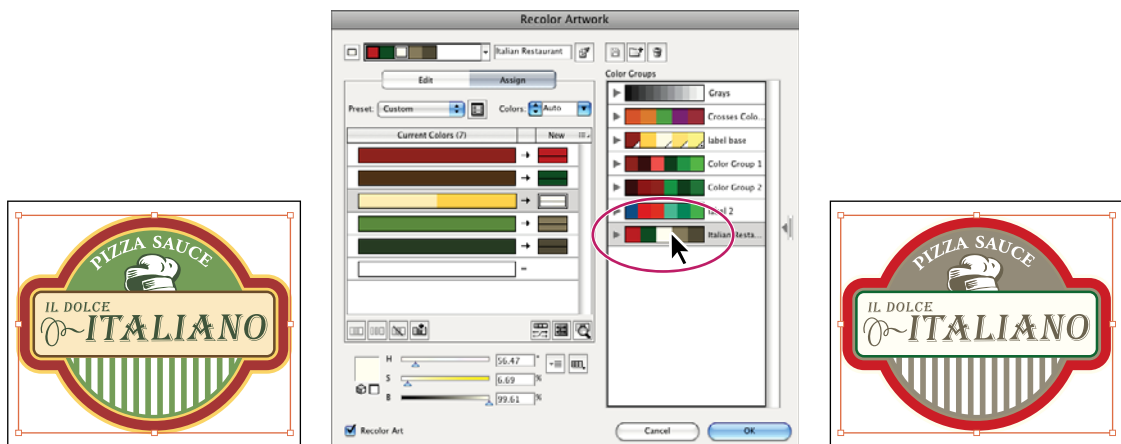 Recolor Artwork
Italian Restaurant
Edit
Assign
Preset: Custom
Colors: Auto
Current Colors (7)
New
H
56.47
°
S
6.69
%
B
99.61
%
Recolor Art
Color Groups
Grays
Crosses Colo...
label base
Color Group 1
Color Group 2
label 2
Italian Resta...
Cancel
OK
PIZZA SAUCE
IL DOLCE
ITALIANO
PIZZA SAUCE
IL DOLCE
ITALIANO